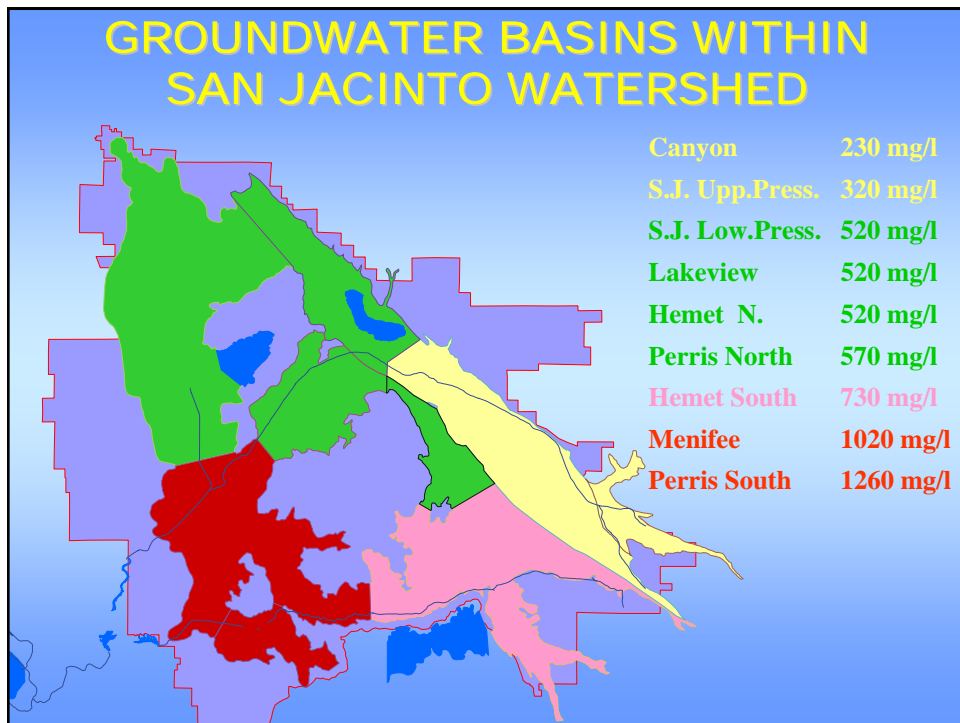 GROUNDWATER BASINS WITHIN
SAN JACINTO WATERSHED
Canyon 230 mg/l
S.J. Upp.Press. 320 mg/l
S.J. Low.Press. 520 mg/l
Lakeview 520 mg/l
Hemet N. 520 mg/l
Perris North 570 mg/l
Hemet South 730 mg/l
Menifee 1020 mg/l
Perris South 1260 mg/l